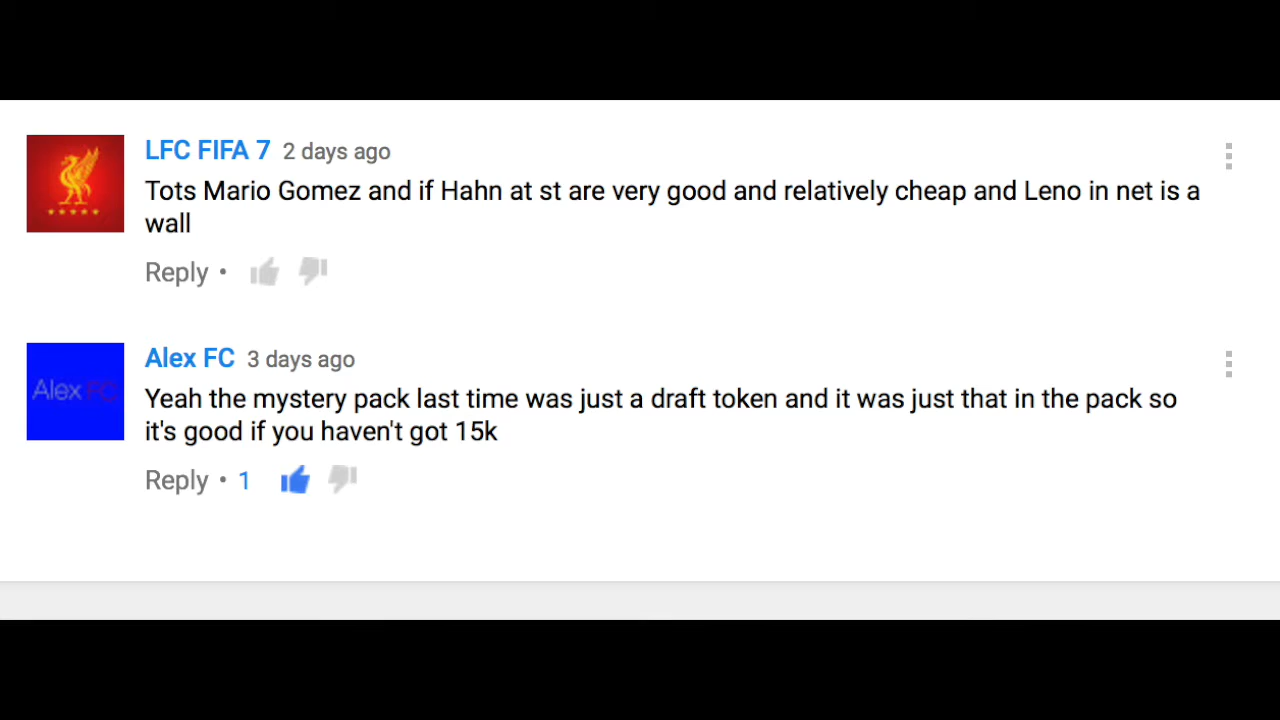 LFC FIFA 7 2 days ago
Tots Mario Gomez and if Hahn at st are very good and relatively cheap and Leno in net is a
wall
Reply •
Alex FC
Alex FC 3 days ago
Yeah the mystery pack last time was just a draft token and it was just that in the pack so
it's good if you haven't got 15k
Reply • 1